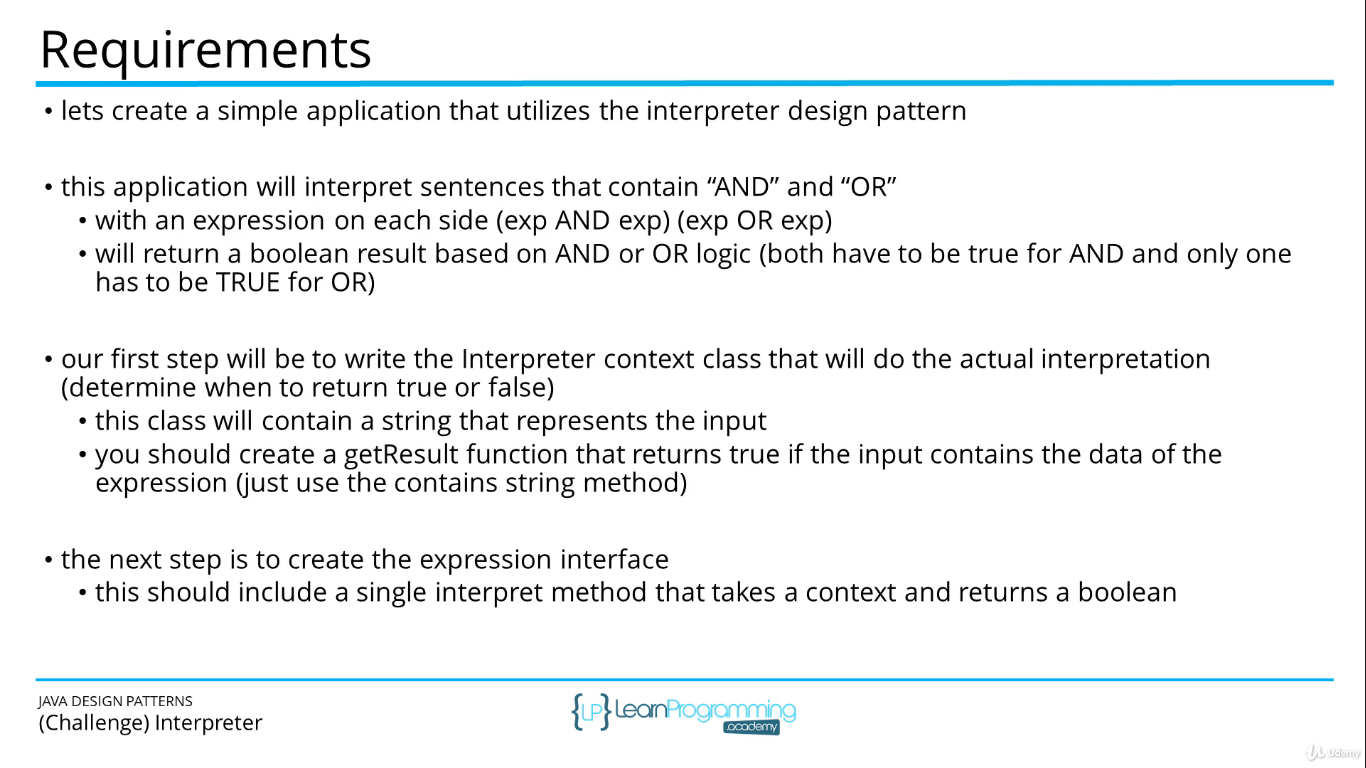 Requirements
• lets create a simple application that utilizes the interpreter design pattern
• this application will interpret sentences that contain “AND” and “OR”
• with an expression on each side (exp AND exp) (exp OR exp)
• will return a boolean result based on AND or OR logic (both have to be true for AND and only one
has to be TRUE for OR)
• our first step will be to write the Interpreter context class that will do the actual interpretation
(determine when to return true or false)
• this class will contain a string that represents the input
• you should create a getResult function that returns true if the input contains the data of the
expression (just use the contains string method)
• the next step is to create the expression interface
• this should include a single interpret method that takes a context and returns a boolean
JAVA DESIGN PATTERNS
(Challenge) Interpreter
{LP} LearnProgramming
.academy
Udemy